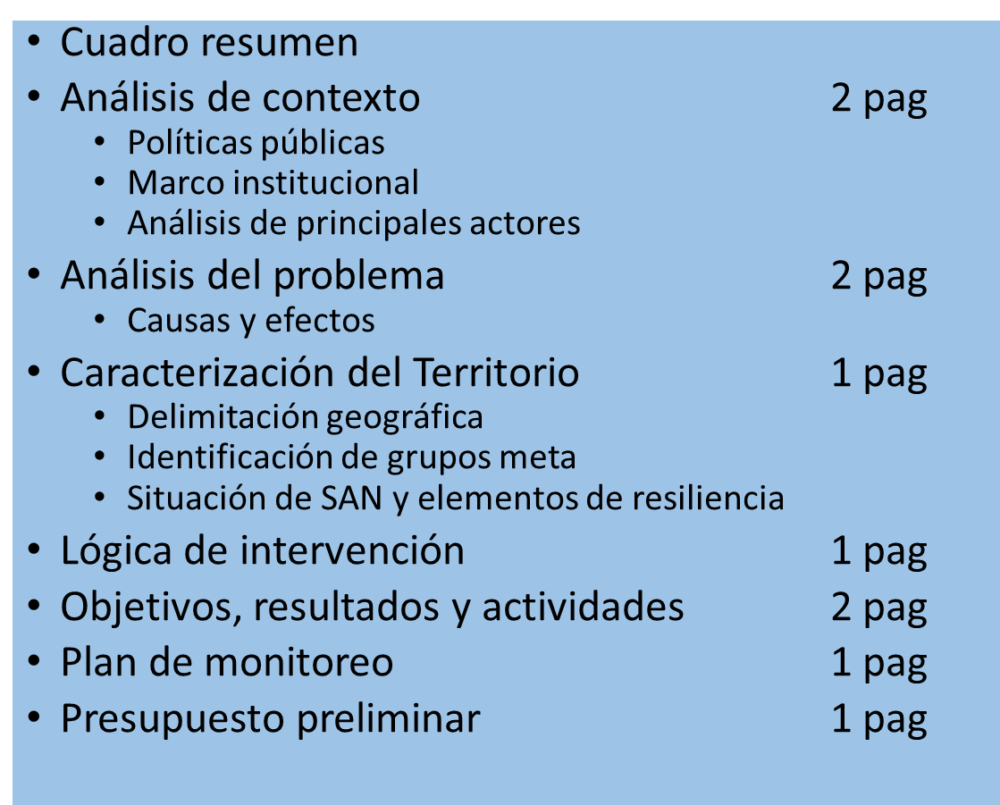 • Cuadro resumen
• Análisis de contexto 2 pag
• Políticas públicas
• Marco institucional
• Análisis de principales actores
• Análisis del problema 2 pag
• Causas y efectos
• Caracterización del Territorio 1 pag
• Delimitación geográfica
• Identificación de grupos meta
• Situación de SAN y elementos de resiliencia
• Lógica de intervención 1 pag
• Objetivos, resultados y actividades 2 pag
• Plan de monitoreo 1 pag
• Presupuesto preliminar 1 pag